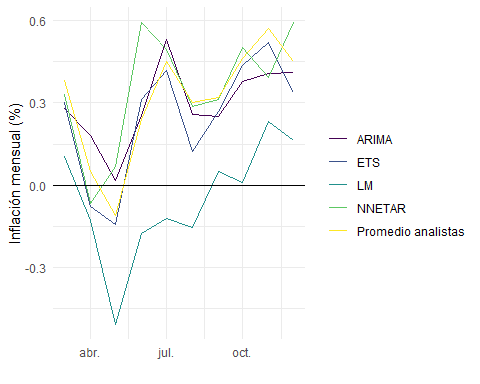 Inflación mensual (%)
0.6
0.3
0.0
-0.3
abr.
jul.
oct.
ARIMA
ETS
LM
NNETAR
Promedio analistas